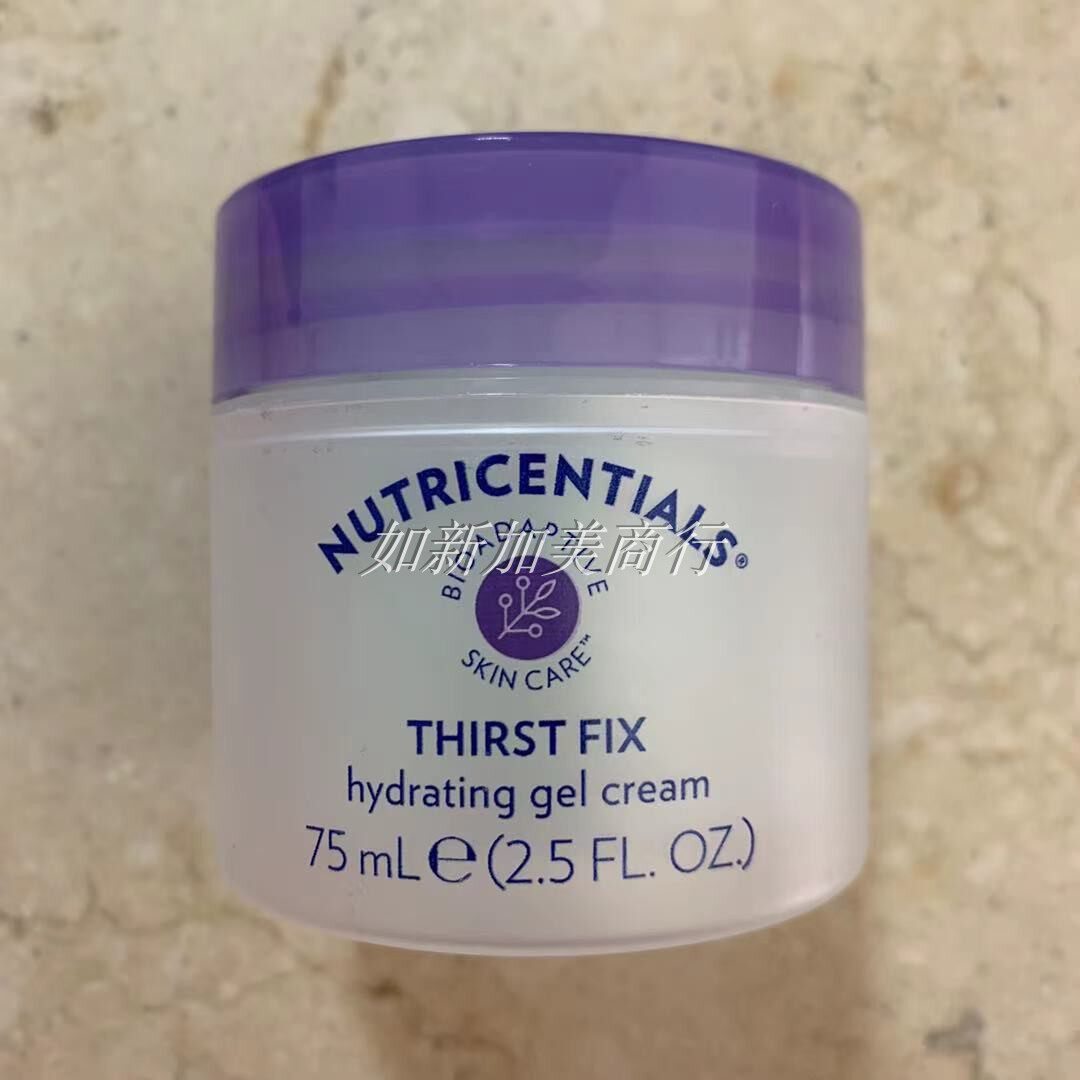 NUTRICENTIALS®
如新加美商行
BIOADAPTIVE
SKIN CARE™
THIRST FIX
hydrating gel cream
75 mL ℮ (2.5 FL. OZ.)